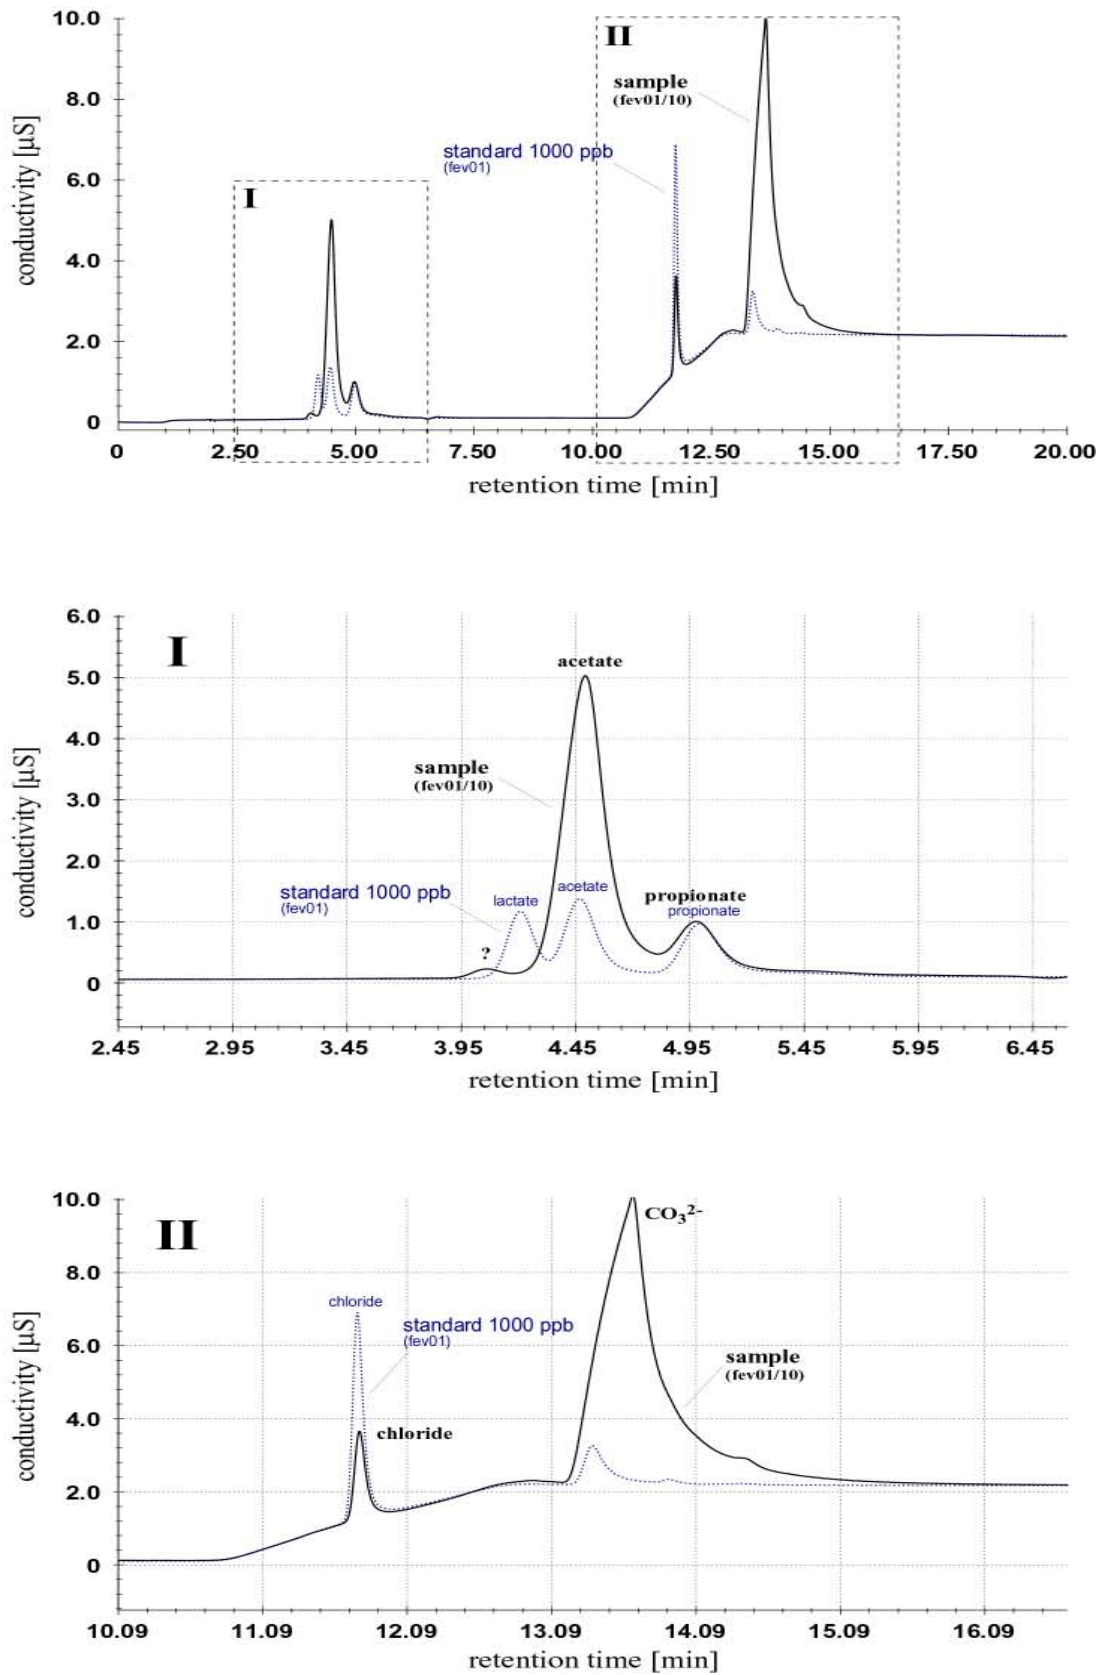 10.0
II
sample
(fev01/10)
8.0
standard 1000 ppb
(fev01)
6.0
I
conductivity [µS]
4.0
2.0
0
0 2.50 5.00 7.50 10.00 12.50 15.00 17.50 20.00
retention time [min]
6.0
I
acetate
5.0
4.0
sample
(fev01/10)
conductivity [µS]
3.0
2.0
standard 1000 ppb
(fev01)
lactate
acetate
propionate
propionate
1.0
?
0
2.45 2.95 3.45 3.95 4.45 4.95 5.45 5.95 6.45
retention time [min]
10.0
II
CO₃²⁻
8.0
chloride
standard 1000 ppb
(fev01)
6.0
sample
(fev01/10)
conductivity [µS]
4.0
chloride
2.0
0
10.09 11.09 12.09 13.09 14.09 15.09 16.09
retention time [min]